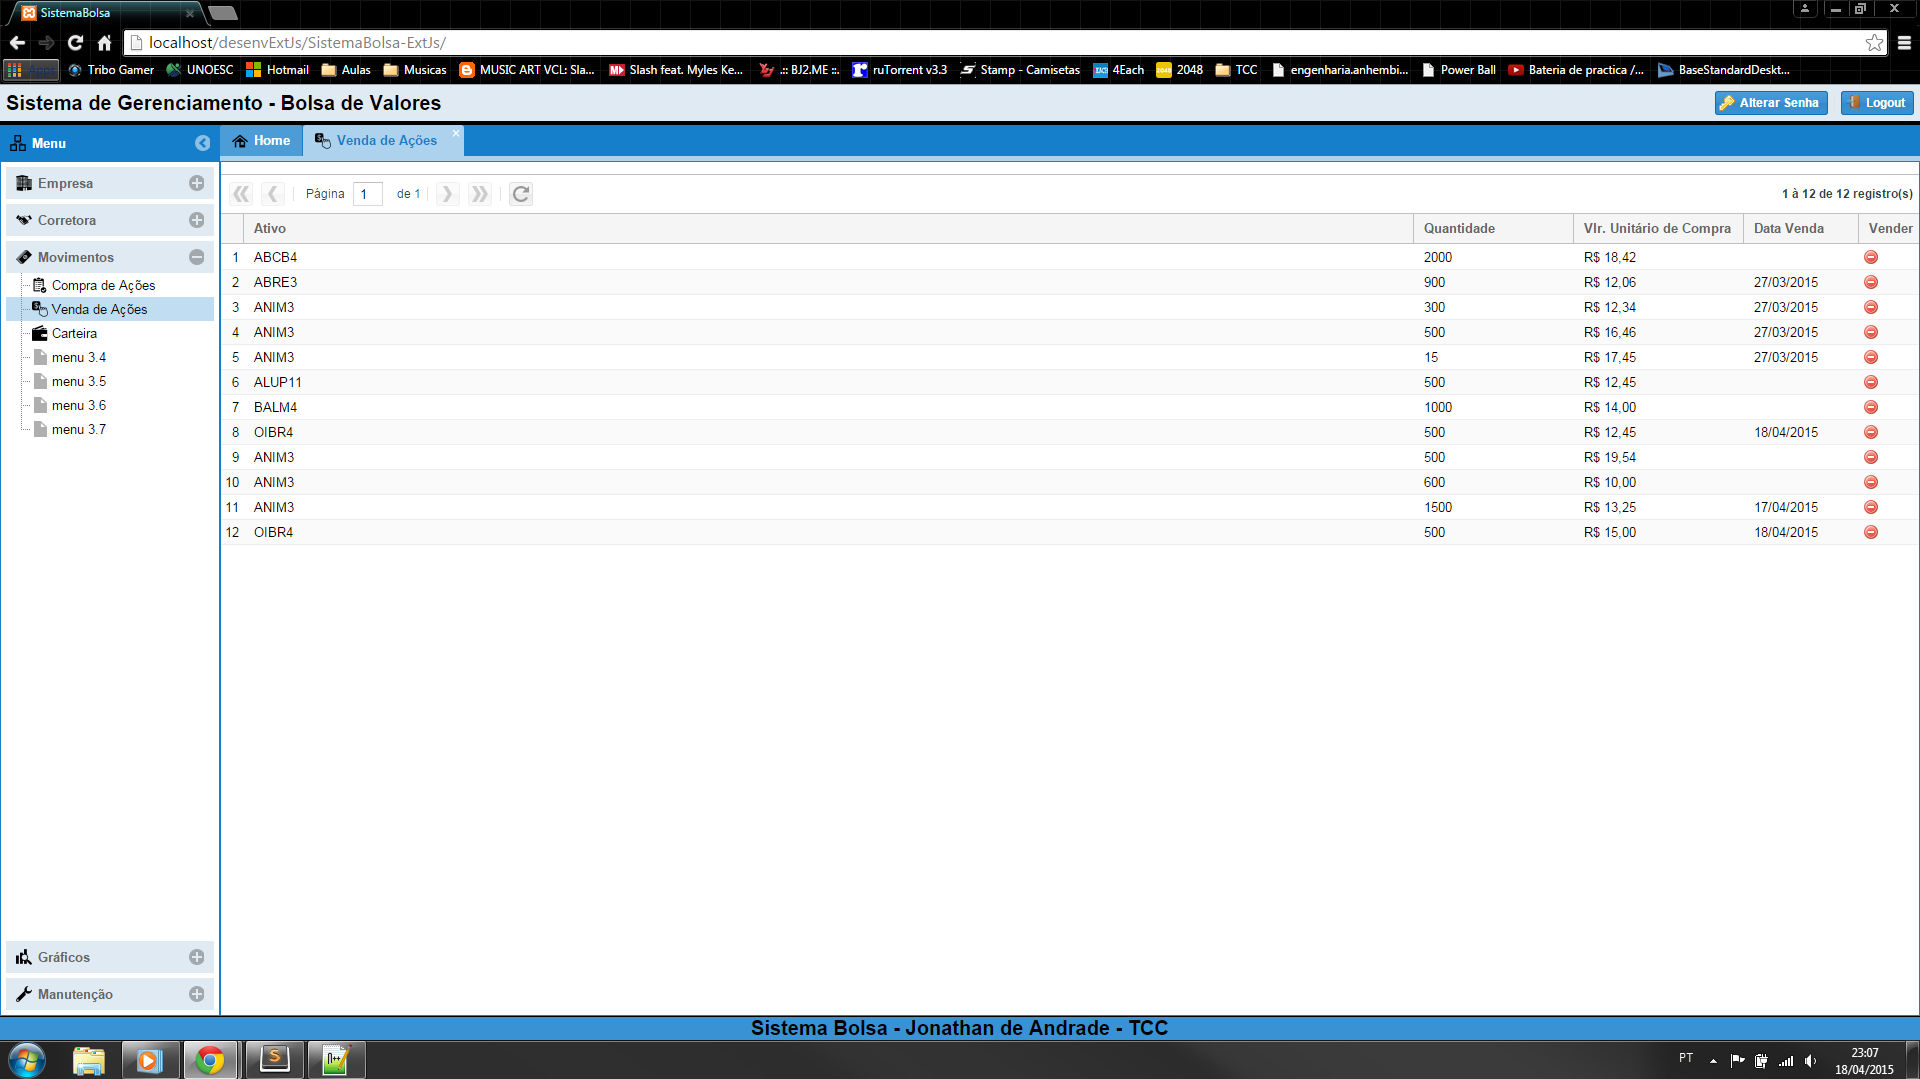 SistemaBolsa
localhost/desenvExtJs/SistemaBolsa-ExtJs/
Tribo Gamer UNOESC Hotmail Aulas Musicas MUSIC ART VCL: Sla... Slash feat. Myles Ke... .:: BJ2.ME ::. ruTorrent v3.3 Stamp - Camisetas 4Each 2048 TCC engenharia.anhembi... Power Ball Bateria de practica /... BaseStandardDeskt...
Sistema de Gerenciamento - Bolsa de Valores Alterar Senha Logout
Menu Home Venda de Ações
Empresa
Corretora
Movimentos
Compra de Ações
Venda de Ações
Carteira
menu 3.4
menu 3.5
menu 3.6
menu 3.7
Gráficos
Manutenção
Página 1 de 1 1 à 12 de 12 registro(s)
Ativo Quantidade Vlr. Unitário de Compra Data Venda Vender
1 ABCB4 2000 R$ 18,42
2 ABRE3 900 R$ 12,06 27/03/2015
3 ANIM3 300 R$ 12,34 27/03/2015
4 ANIM3 500 R$ 16,46 27/03/2015
5 ANIM3 15 R$ 17,45 27/03/2015
6 ALUP11 500 R$ 12,45
7 BALM4 1000 R$ 14,00
8 OIBR4 500 R$ 12,45 18/04/2015
9 ANIM3 500 R$ 19,54
10 ANIM3 600 R$ 10,00
11 ANIM3 1500 R$ 13,25 17/04/2015
12 OIBR4 500 R$ 15,00 18/04/2015
Sistema Bolsa - Jonathan de Andrade - TCC
PT 23:07
18/04/2015